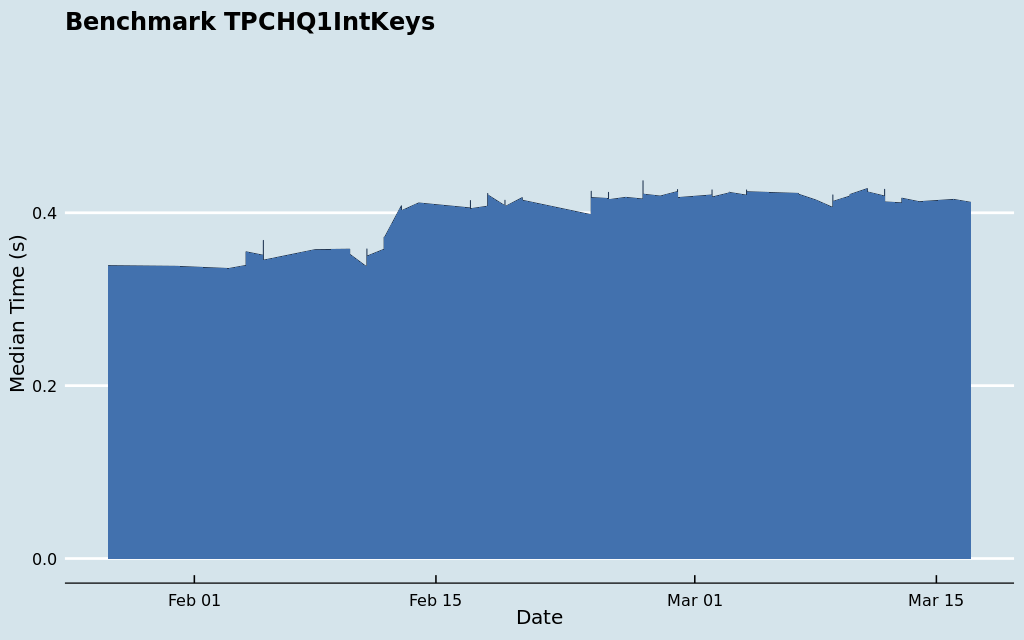 Benchmark TPCHQ1IntKeys
Median Time (s)
0.4
0.2
0.0
Feb 01
Feb 15
Mar 01
Mar 15
Date